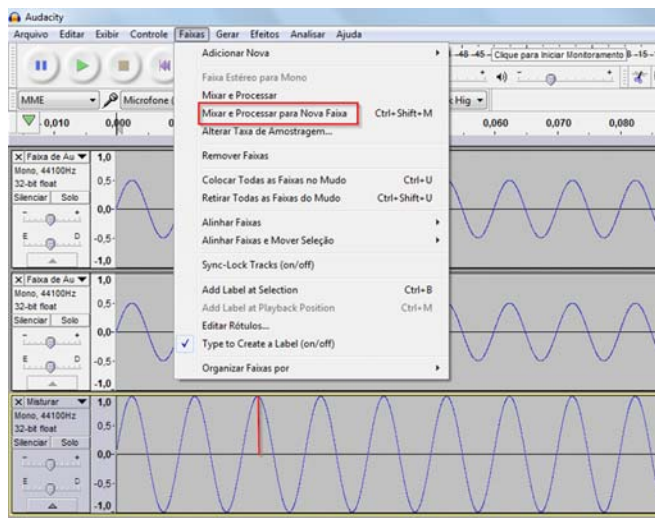 Audacity
Arquivo Editar Exibir Controle Faixas Gerar Efeitos Analisar Ajuda
-48 -45 - Clique para Iniciar Monitoramento -15 -
MME Microfone (
-0,010 0,000 0,060 0,070 0,080
Adicionar Nova
Faixa Estéreo para Mono
Mixar e Processar
Mixar e Processar para Nova Faixa Ctrl+Shift+M
Alterar Taxa de Amostragem...
Remover Faixas
Colocar Todas as Faixas no Mudo Ctrl+U
Retirar Todas as Faixas do Mudo Ctrl+Shift+U
Alinhar Faixas
Alinhar Faixas e Mover Seleção
Sync-Lock Tracks (on/off)
Add Label at Selection Ctrl+B
Add Label at Playback Position Ctrl+M
Editar Rótulos...
Type to Create a Label (on/off)
Organizar Faixas por
X Faixa de Au 1,0
Mono, 44100Hz
32-bit float 0,5-
Silenciar Solo
- + 0,0-
E D -0,5-
-1,0
X Faixa de Au 1,0
Mono, 44100Hz
32-bit float 0,5-
Silenciar Solo
- + 0,0-
E D -0,5-
-1,0
X Misturar 1,0
Mono, 44100Hz
32-bit float 0,5-
Silenciar Solo
- + 0,0-
E D -0,5-
-1,0